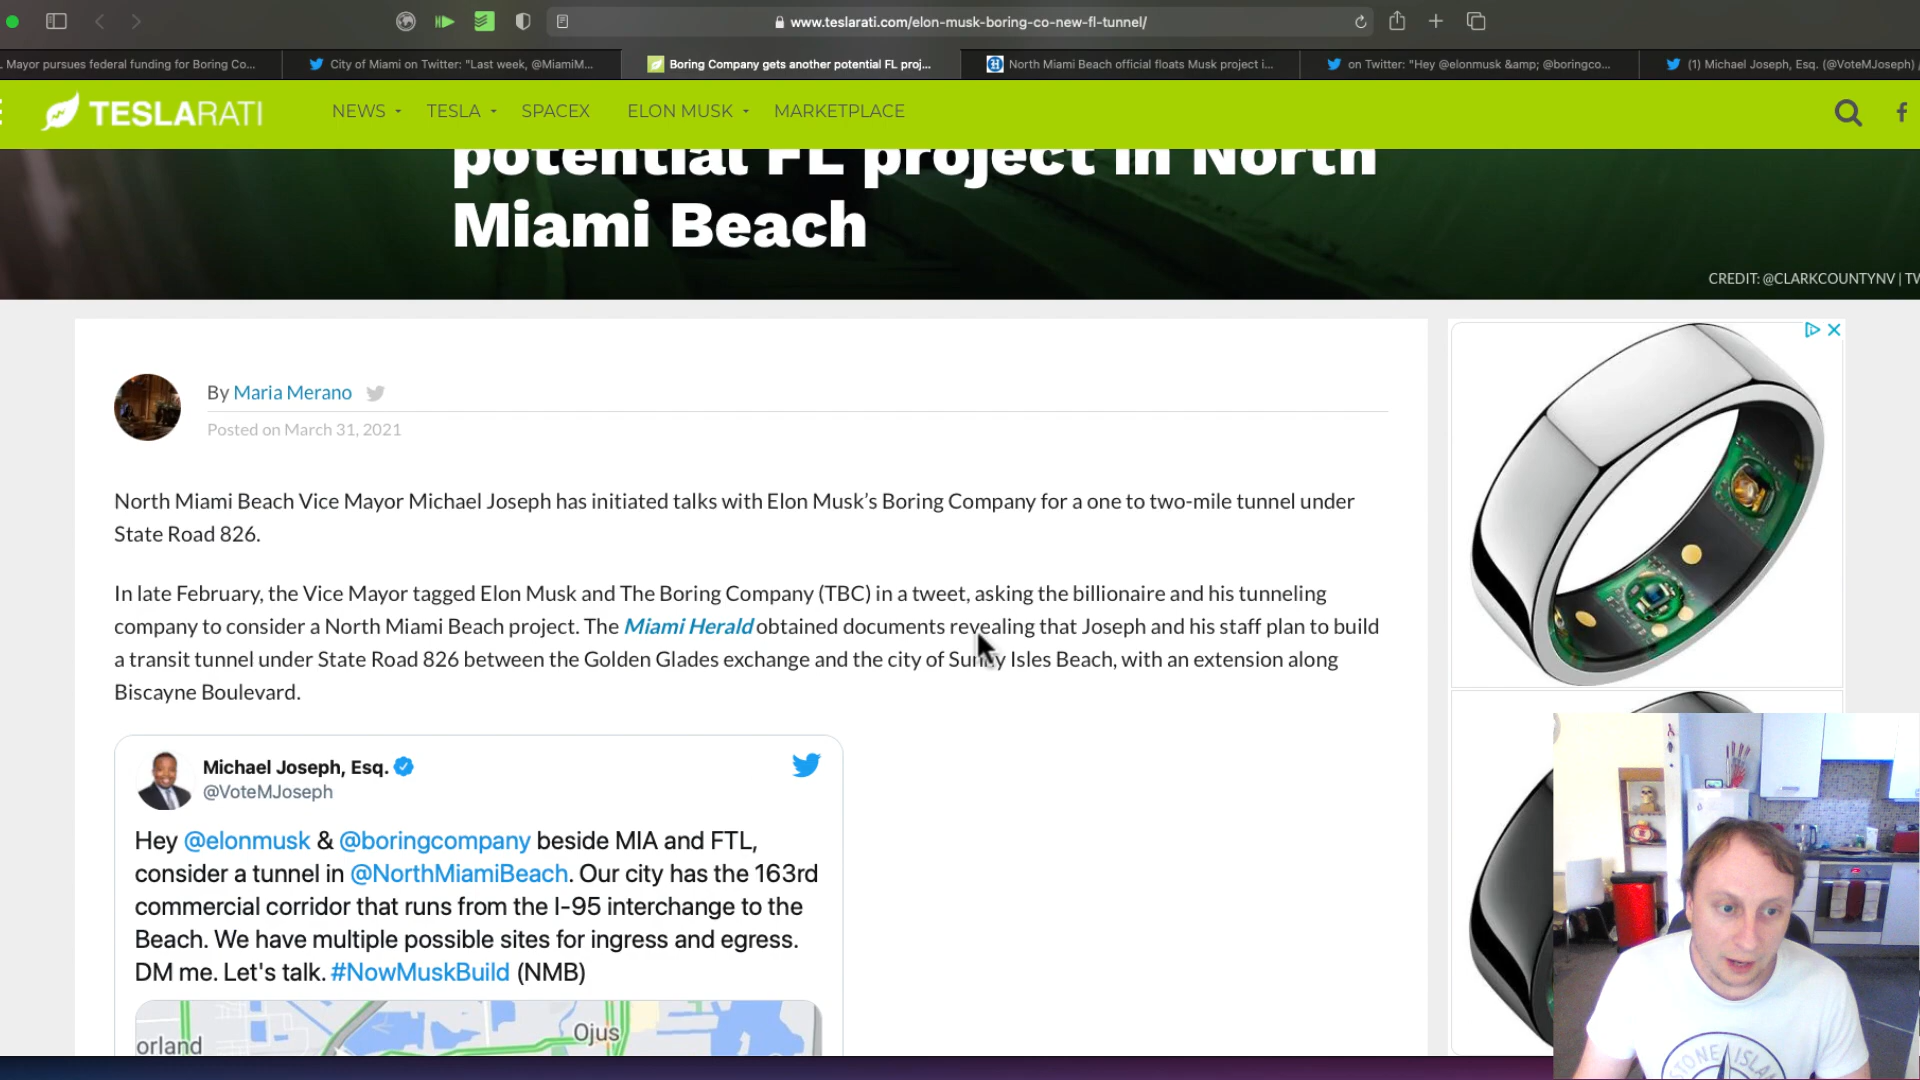 www.teslarati.com/elon-musk-boring-co-new-fl-tunnel/
Mayor pursues federal funding for Boring Co...
City of Miami on Twitter: "Last week, @MiamiM...
Boring Company gets another potential FL proj...
North Miami Beach official floats Musk project i...
on Twitter: "Hey @elonmusk &amp; @boringco...
(1) Michael Joseph, Esq. (@VoteMJoseph)
TESLARATI
NEWS
TESLA
SPACEX
ELON MUSK
MARKETPLACE
potential FL project in North
Miami Beach
CREDIT: @CLARKCOUNTYNV | TW
By Maria Merano
Posted on March 31, 2021
North Miami Beach Vice Mayor Michael Joseph has initiated talks with Elon Musk’s Boring Company for a one to two-mile tunnel under
State Road 826.
In late February, the Vice Mayor tagged Elon Musk and The Boring Company (TBC) in a tweet, asking the billionaire and his tunneling
company to consider a North Miami Beach project. The Miami Herald obtained documents revealing that Joseph and his staff plan to build
a transit tunnel under State Road 826 between the Golden Glades exchange and the city of Sunny Isles Beach, with an extension along
Biscayne Boulevard.
Michael Joseph, Esq.
@VoteMJoseph
Hey @elonmusk & @boringcompany beside MIA and FTL,
consider a tunnel in @NorthMiamiBeach. Our city has the 163rd
commercial corridor that runs from the I-95 interchange to the
Beach. We have multiple possible sites for ingress and egress.
DM me. Let's talk. #NowMuskBuild (NMB)
Ojus
orland
STONE ISLA